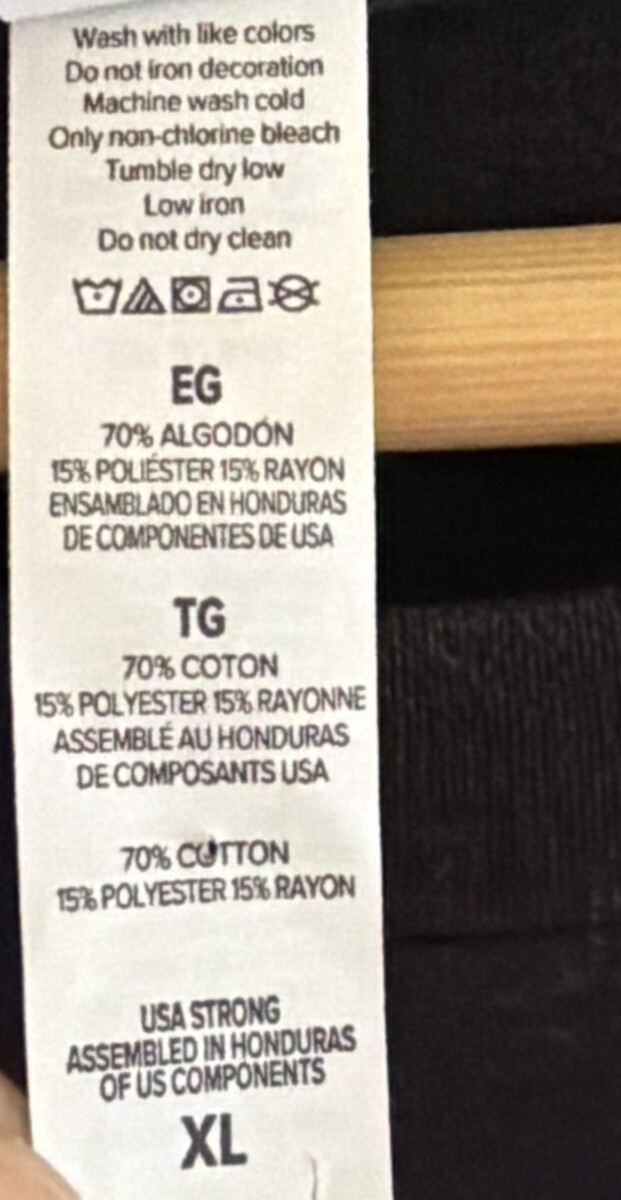 Wash with like colors
Do not iron decoration
Machine wash cold
Only non-chlorine bleach
Tumble dry low
Low iron
Do not dry clean
EG
70% ALGODÓN
15% POLIÉSTER 15% RAYON
ENSAMBLADO EN HONDURAS
DE COMPONENTES DE USA
TG
70% COTON
15% POLYESTER 15% RAYONNE
ASSEMBLÉ AU HONDURAS
DE COMPOSANTS USA
70% COTTON
15% POLYESTER 15% RAYON
USA STRONG
ASSEMBLED IN HONDURAS
OF US COMPONENTS
XL